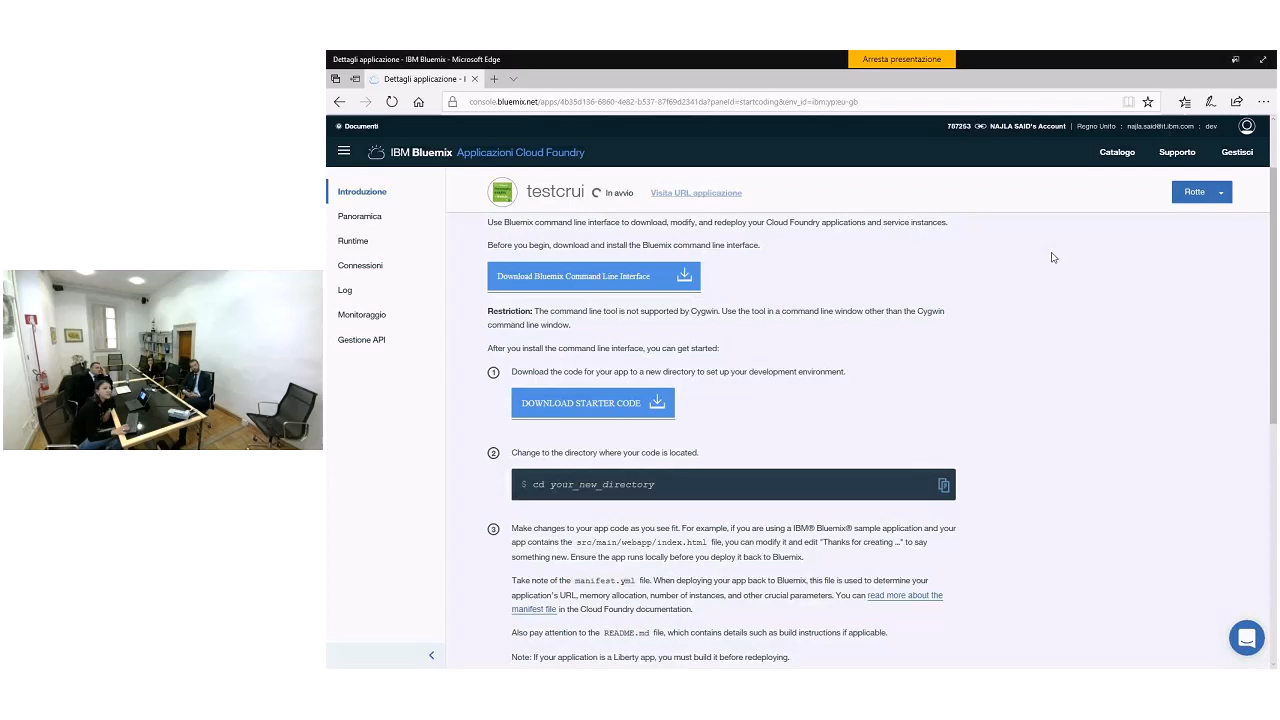 Dettagli applicazione - IBM Bluemix - Microsoft Edge
Arresta presentazione
Dettagli applicazione - I
console.bluemix.net/apps/4b35d136-6860-4e82-b537-87f69d2341da?paneId=startcoding&env_id=ibm:yp:eu-gb
Documenti
787253 NAJLA SAID's Account | Regno Unito : najla.said@it.ibm.com : dev
IBM Bluemix Applicazioni Cloud Foundry
Catalogo Supporto Gestisci
Introduzione
Panoramica
Runtime
Connessioni
Log
Monitoraggio
Gestione API
testcrui In avvio Visita URL applicazione
Rotte
Use Bluemix command line interface to download, modify, and redeploy your Cloud Foundry applications and service instances.
Before you begin, download and install the Bluemix command line interface.
Download Bluemix Command Line Interface
Restriction: The command line tool is not supported by Cygwin. Use the tool in a command line window other than the Cygwin
command line window.
After you install the command line interface, you can get started:
1 Download the code for your app to a new directory to set up your development environment.
DOWNLOAD STARTER CODE
2 Change to the directory where your code is located.
$ cd your_new_directory
3 Make changes to your app code as you see fit. For example, if you are using a IBM® Bluemix® sample application and your
app contains the src/main/webapp/index.html file, you can modify it and edit "Thanks for creating ..." to say
something new. Ensure the app runs locally before you deploy it back to Bluemix.
Take note of the manifest.yml file. When deploying your app back to Bluemix, this file is used to determine your
application's URL, memory allocation, number of instances, and other crucial parameters. You can read more about the
manifest file in the Cloud Foundry documentation.
Also pay attention to the README.md file, which contains details such as build instructions if applicable.
Note: If your application is a Liberty app, you must build it before redeploying.